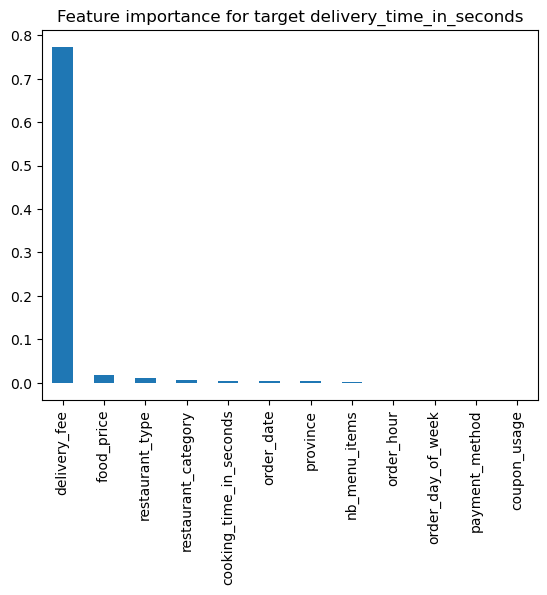 Feature importance for target delivery_time_in_seconds
0.8
0.7
0.6
0.5
0.4
0.3
0.2
0.1
0.0
delivery_fee
food_price
restaurant_type
restaurant_category
cooking_time_in_seconds
order_date
province
nb_menu_items
order_hour
order_day_of_week
payment_method
coupon_usage